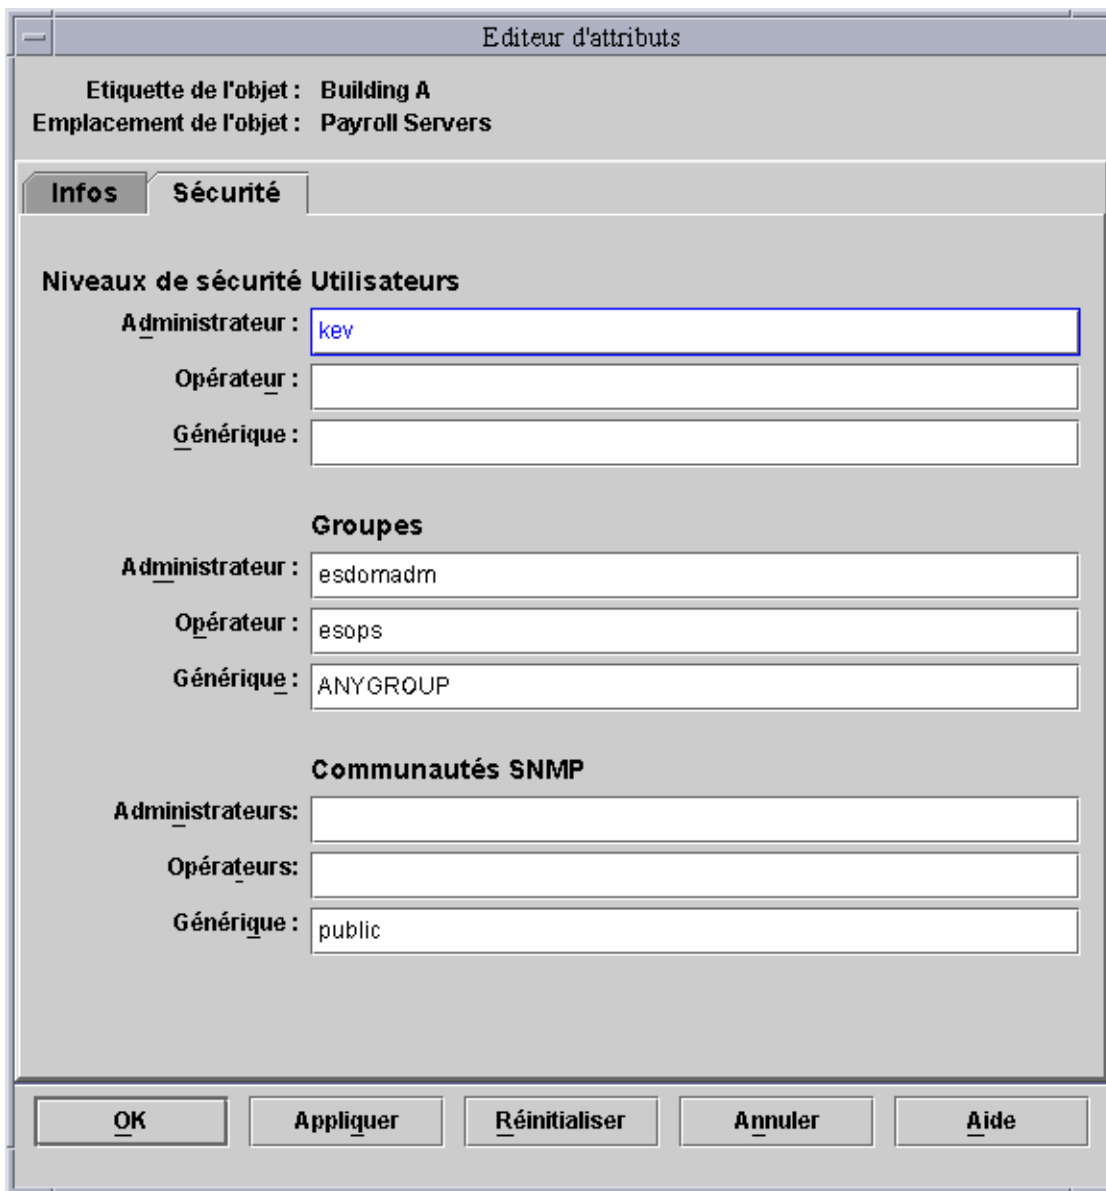 Editeur d'attributs
Etiquette de l'objet : Building A
Emplacement de l'objet : Payroll Servers
Infos Sécurité
Niveaux de sécurité Utilisateurs
Administrateur : kev
Opérateur :
Générique :
Groupes
Administrateur : esdomadm
Opérateur : esops
Générique : ANYGROUP
Communautés SNMP
Administrateurs:
Opérateurs:
Générique : public
OK Appliquer Réinitialiser Annuler Aide